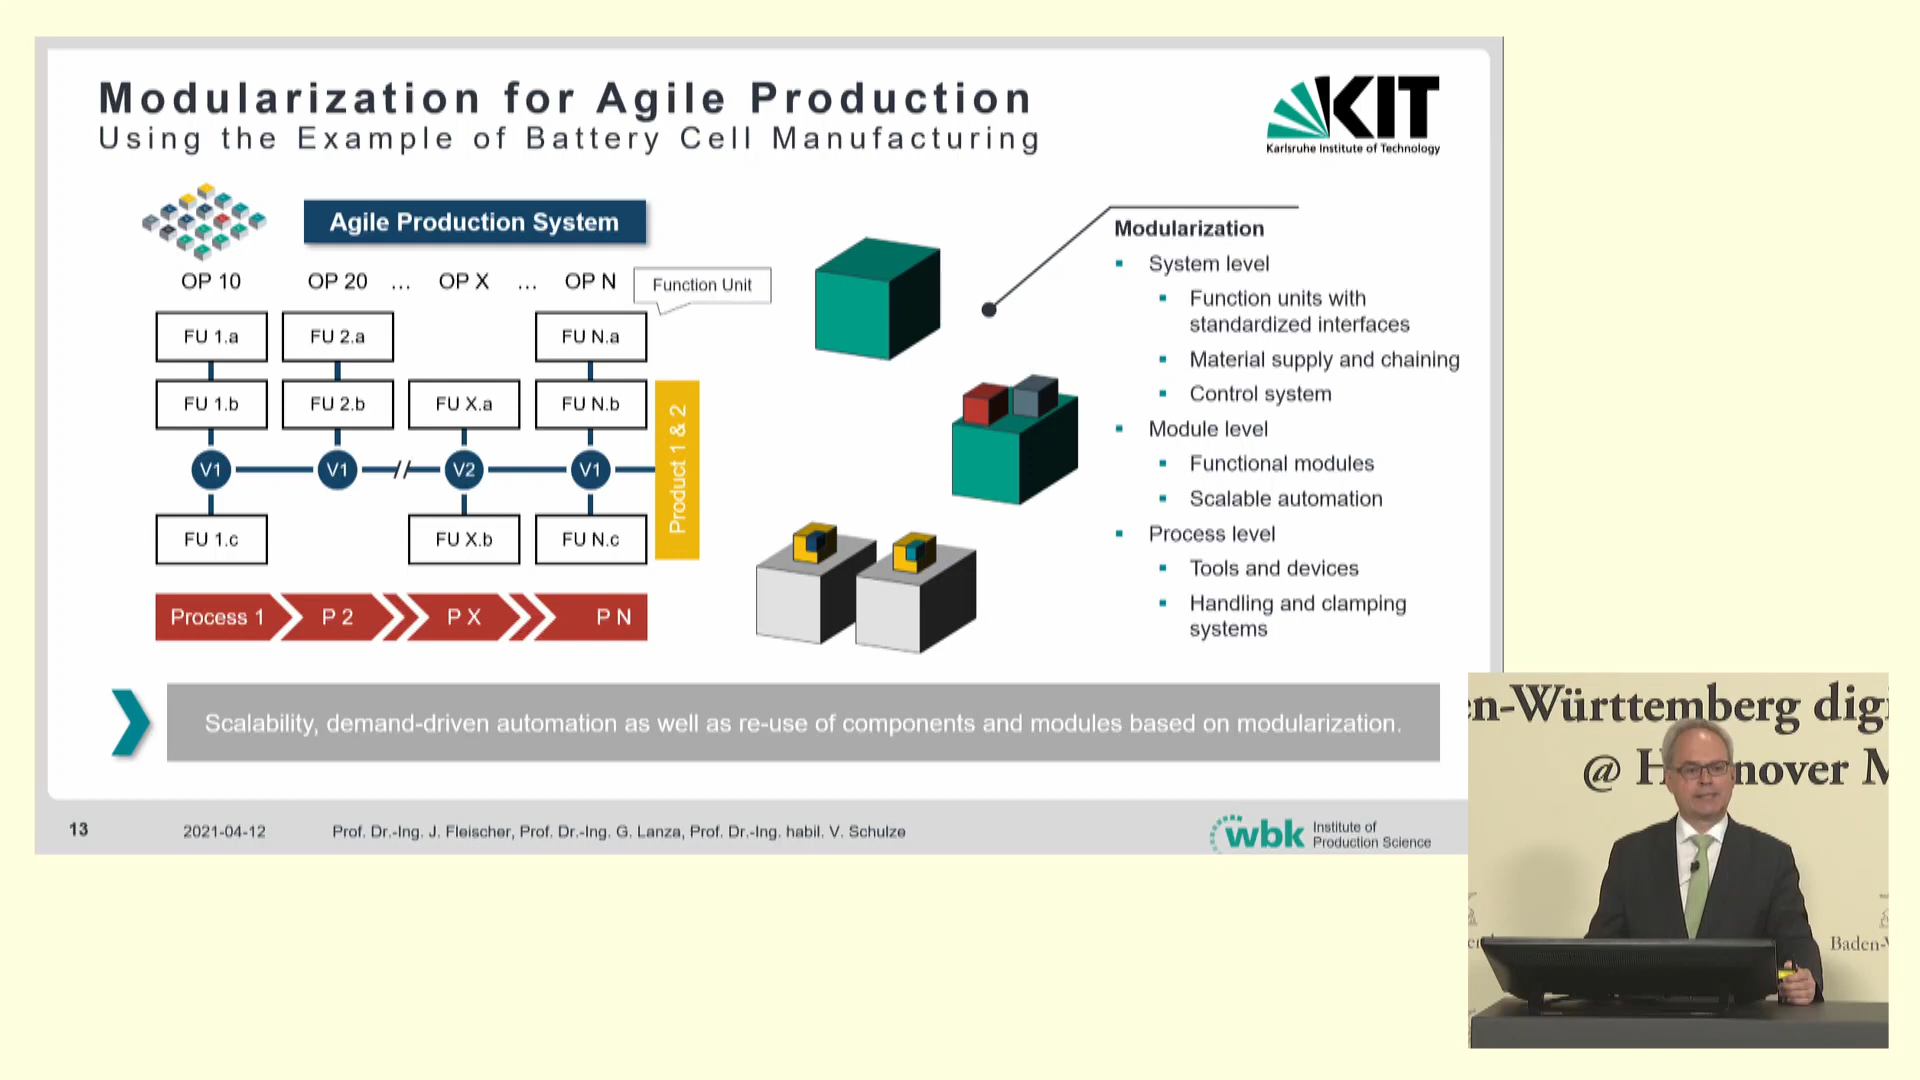 Modularization for Agile Production
Using the Example of Battery Cell Manufacturing
KIT
Karlsruhe Institute of Technology
Agile Production System
OP 10 OP 20 ... OP X ... OP N
Function Unit
FU 1.a FU 2.a FU N.a
FU 1.b FU 2.b FU X.a FU N.b
V1 V1 // V2 V1
FU 1.c FU X.b FU N.c
Product 1 & 2
Process 1 P 2 P X P N
Modularization
System level
Function units with
standardized interfaces
Material supply and chaining
Control system
Module level
Functional modules
Scalable automation
Process level
Tools and devices
Handling and clamping
systems
Scalability, demand-driven automation as well as re-use of components and modules based on modularization.
13 2021-04-12 Prof. Dr.-Ing. J. Fleischer, Prof. Dr.-Ing. G. Lanza, Prof. Dr.-Ing. habil. V. Schulze
wbk Institute of
Production Science
n-Württemberg digi
@ H nover M
Baden-